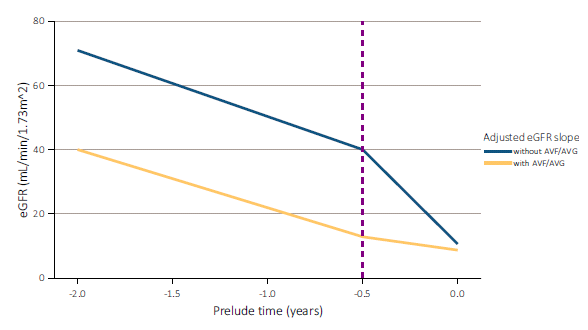 80
60
40
20
0
eGFR (mL/min/1.73m^2)
-2.0 -1.5 -1.0 -0.5 0.0
Prelude time (years)
Adjusted eGFR slope
without AVF/AVG
with AVF/AVG